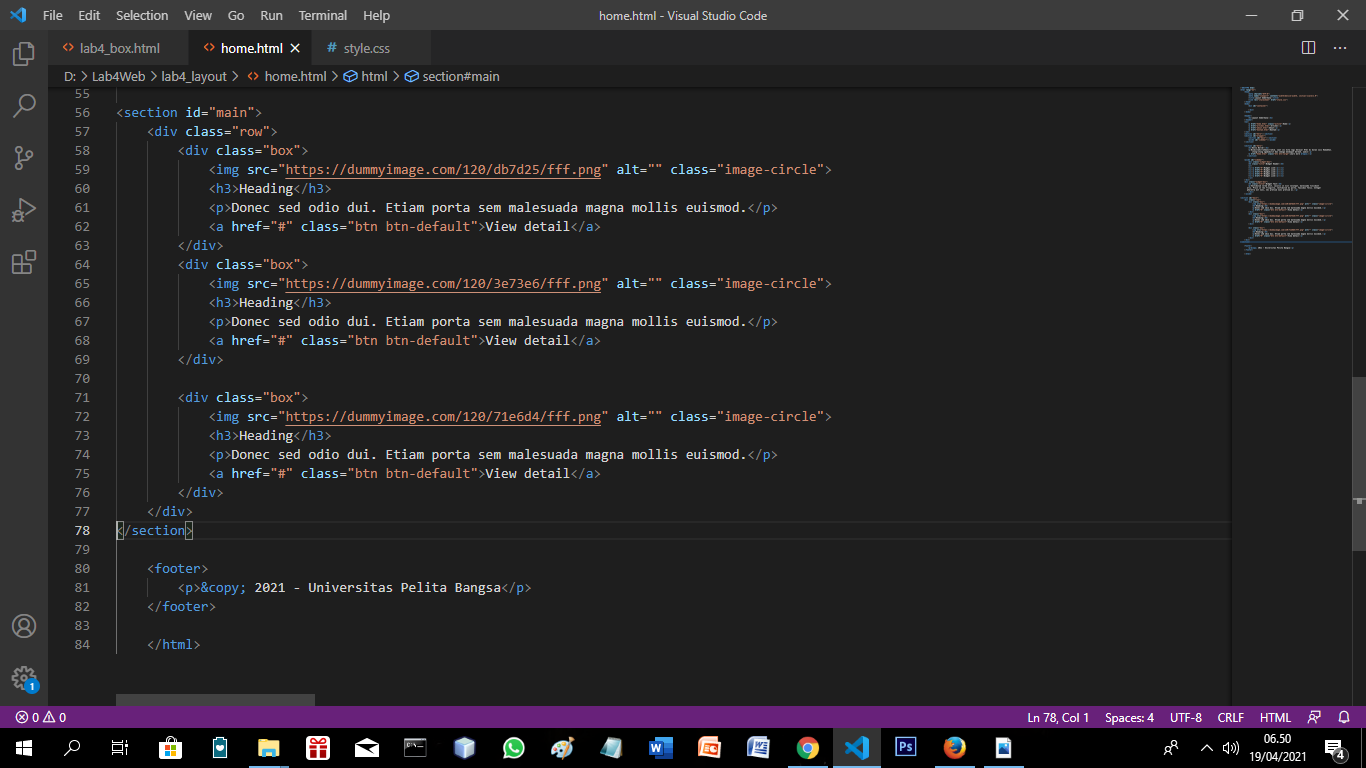 File Edit Selection View Go Run Terminal Help home.html - Visual Studio Code
lab4_box.html home.html style.css
D: > Lab4Web > lab4_layout > home.html > html > section#main
55
56 <section id="main">
57 <div class="row">
58 <div class="box">
59 <img src="https://dummyimage.com/120/db7d25/fff.png" alt="" class="image-circle">
60 <h3>Heading</h3>
61 <p>Donec sed odio dui. Etiam porta sem malesuada magna mollis euismod.</p>
62 <a href="#" class="btn btn-default">View detail</a>
63 </div>
64 <div class="box">
65 <img src="https://dummyimage.com/120/3e73e6/fff.png" alt="" class="image-circle">
66 <h3>Heading</h3>
67 <p>Donec sed odio dui. Etiam porta sem malesuada magna mollis euismod.</p>
68 <a href="#" class="btn btn-default">View detail</a>
69 </div>
70
71 <div class="box">
72 <img src="https://dummyimage.com/120/71e6d4/fff.png" alt="" class="image-circle">
73 <h3>Heading</h3>
74 <p>Donec sed odio dui. Etiam porta sem malesuada magna mollis euismod.</p>
75 <a href="#" class="btn btn-default">View detail</a>
76 </div>
77 </div>
78 </section>
79
80 <footer>
81 <p>&copy; 2021 - Universitas Pelita Bangsa</p>
82 </footer>
83
84 </html>
1
0 0 Ln 78, Col 1 Spaces: 4 UTF-8 CRLF HTML
06.50
19/04/2021
4